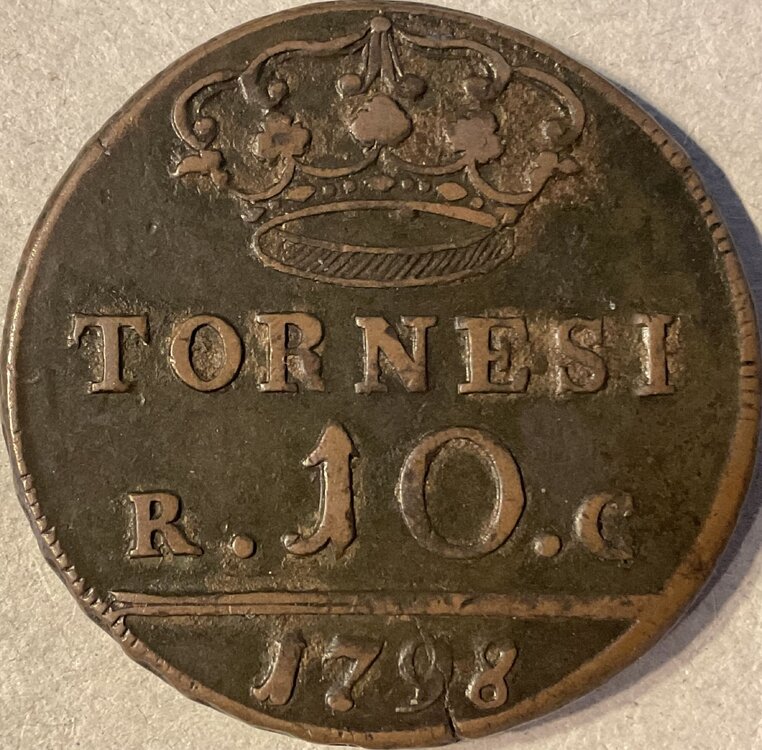 TORNESI
R . 10 . C
1798